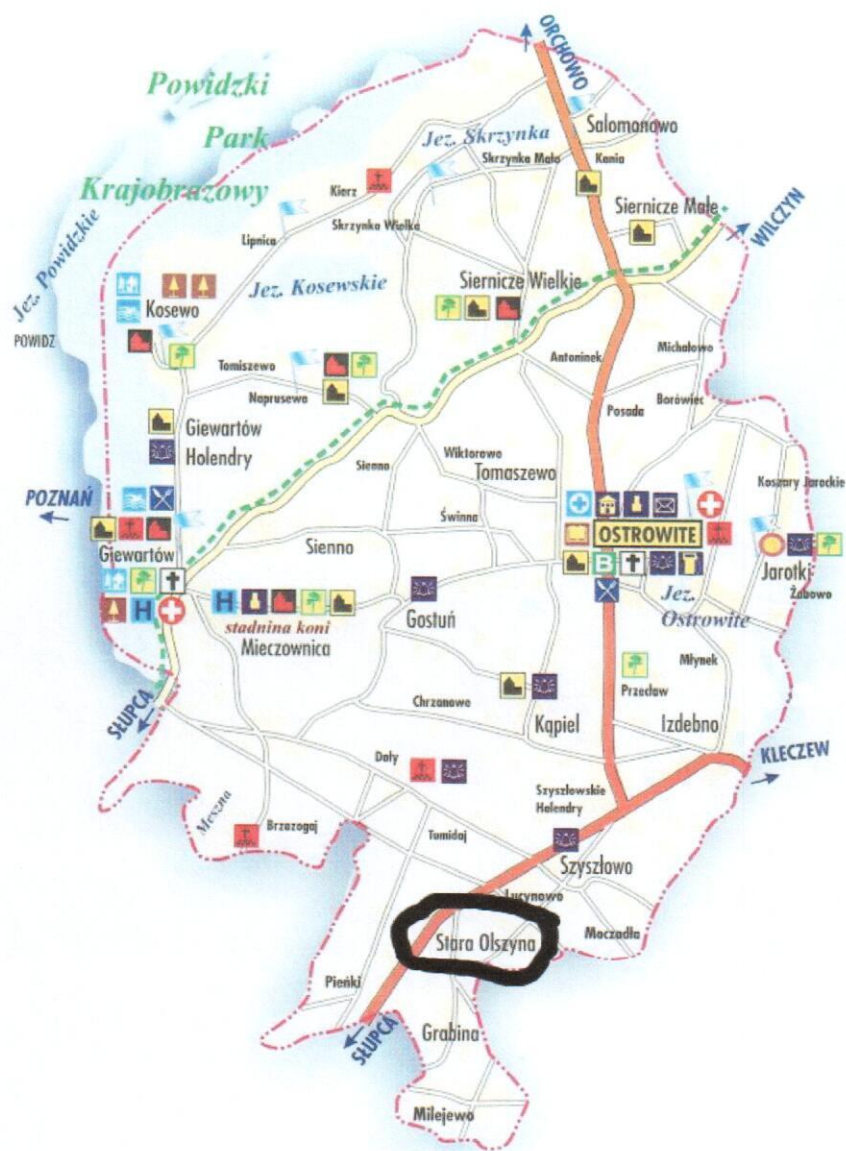 ORCHOWO
Powidzki
Park
Krajobrazowy
Jez. Skrzynka
Salomonowo
Skrzynka Mała
Kania
Kierz
Siernicze Małe
Skrzynka Wielka
Lipnica
WILCZYN
Jez. Powidzkie
Jez. Kosewskie
Siernicze Wielkie
Kosewo
POWIDZ
Tomiszewo
Antoninek
Michałowo
Naprusewo
Borówiec
Posada
Giewartów
Holendry
Sienno
Wiktorowo
Tomaszewo
Koszary Jarockie
POZNAŃ
Świnna
OSTROWITE
Giewartów
Sienno
B
Jarotki
Żabowo
H
H
Gostuń
Jez.
Ostrowite
stadnina koni
Mieczownica
Młynek
Przecław
Chrzanowo
Kąpiel
Izdebno
SŁUPCA
KLECZEW
Doły
Szyszłowskie
Holendry
Meszna
Brzozogaj
Tumidaj
Szyszłowo
Lucynowo
Stara Olszyna
Moczadła
Pieńki
SŁUPCA
Grabina
Milejewo